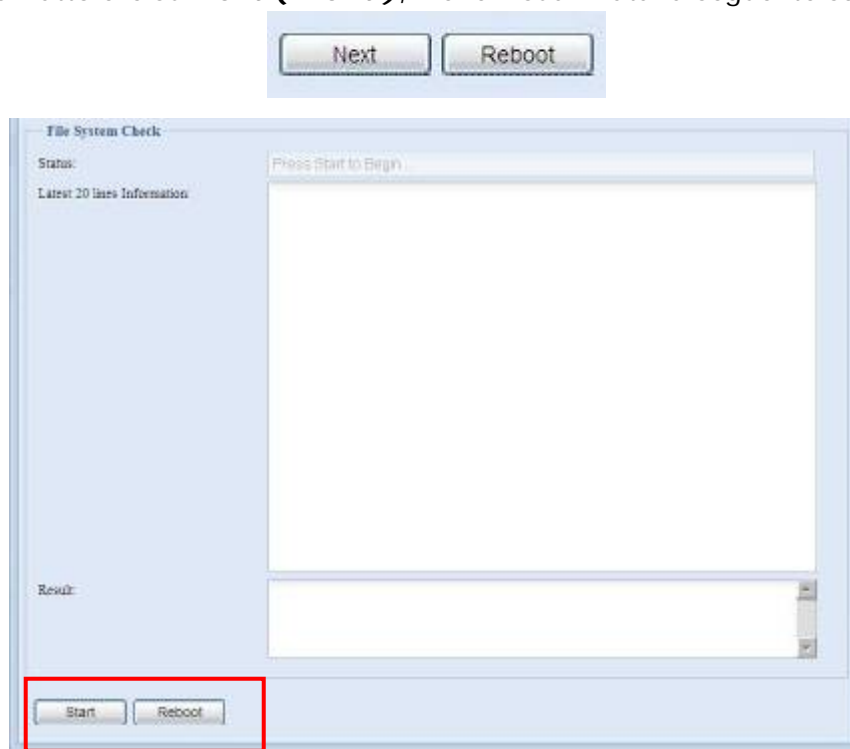 Next Reboot
File System Check
Status: Press Start to Begin...
Latest 20 lines Information:
Result:
Start Reboot